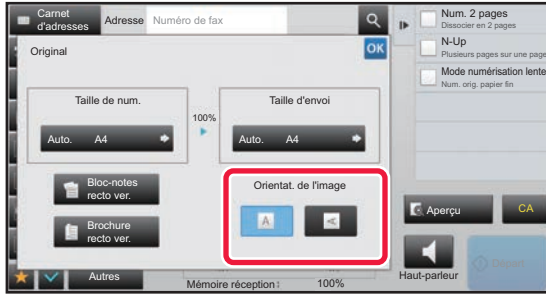 Carnet
d'adresses
Adresse
Numéro de fax
Original
OK
Taille de num.
100%
Taille d'envoi
Auto. A4
Auto. A4
Bloc-notes
recto ver.
Brochure
recto ver.
Orientat. de l'image
A
A
Autres
Mémoire réception: 100%
Num. 2 pages
Dissocier en 2 pages
N-Up
Plusieurs pages sur une page
Mode numérisation lente
Num. orig. papier fin
Aperçu
CA
Haut-parleur
Départ